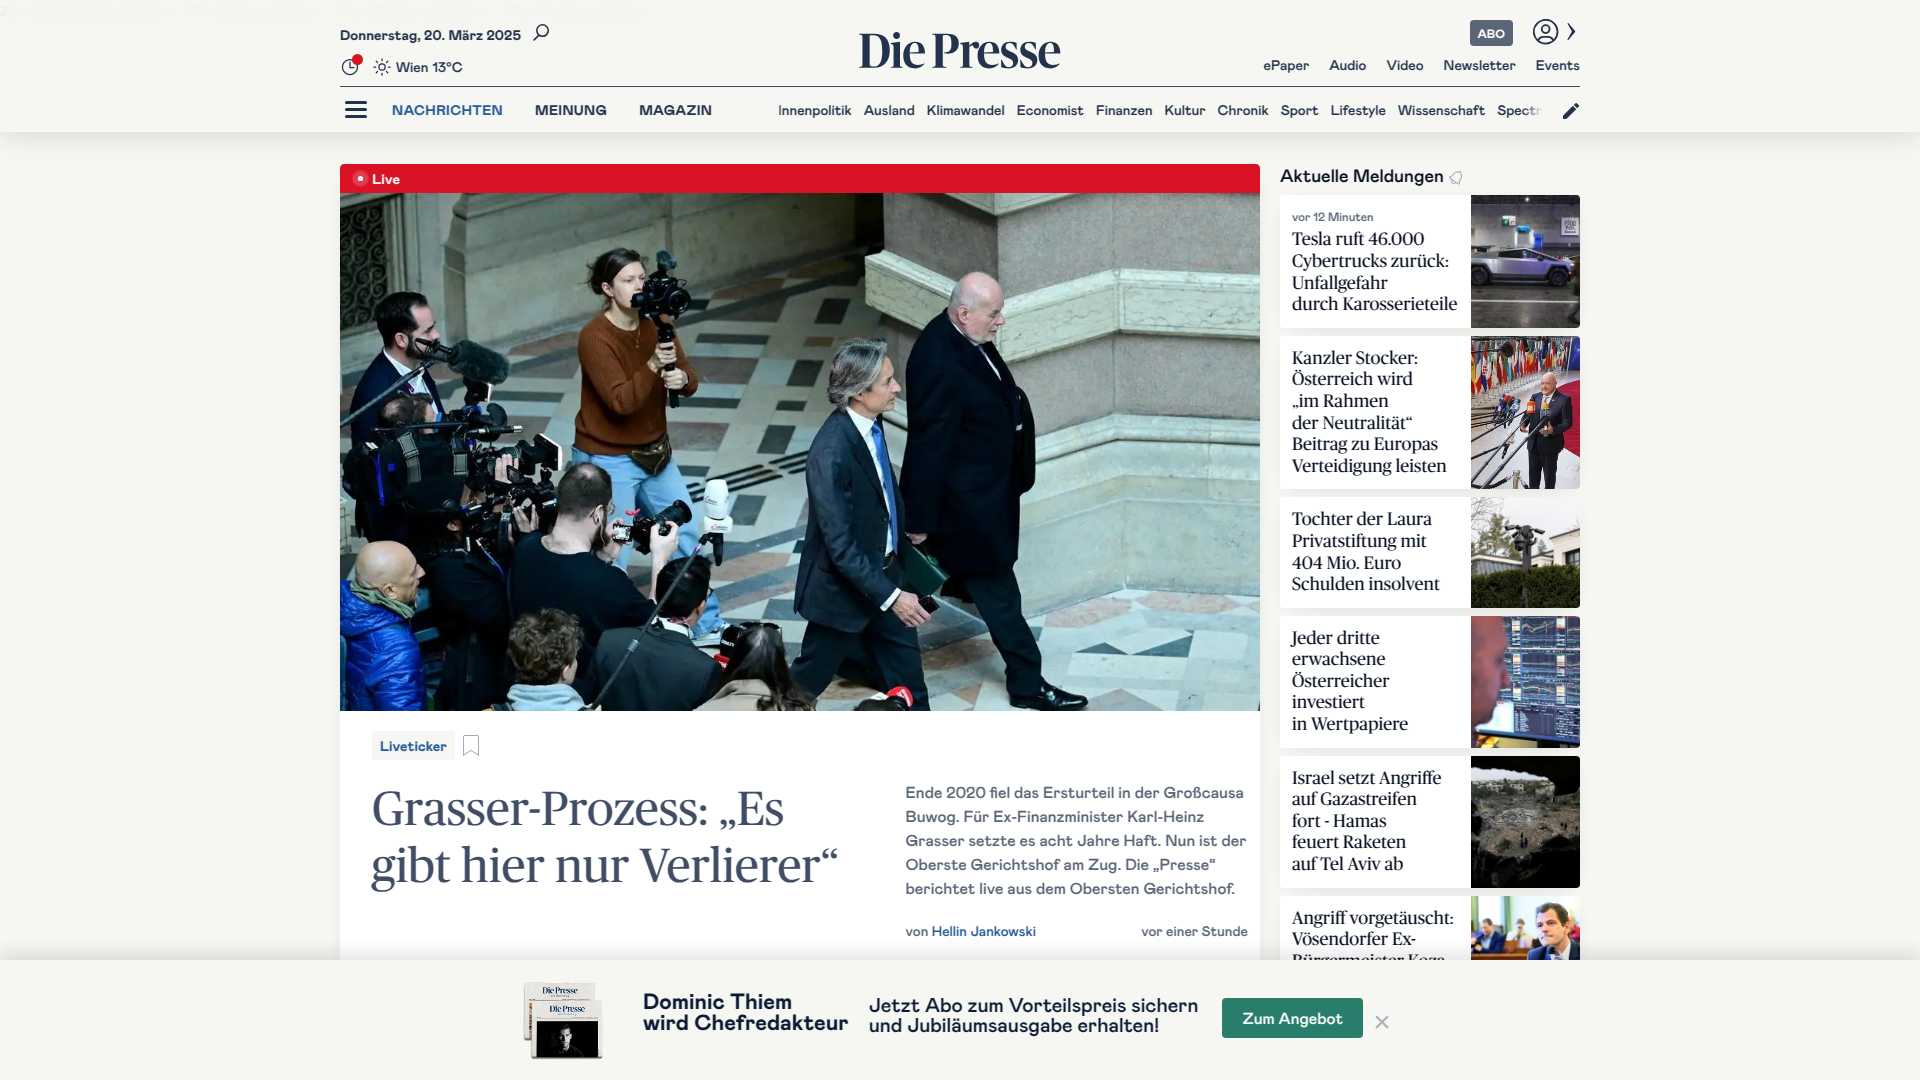 Donnerstag, 20. März 2025
Wien 13°C
Die Presse
ABO
ePaper Audio Video Newsletter Events
NACHRICHTEN MEINUNG MAGAZIN
Innenpolitik Ausland Klimawandel Economist Finanzen Kultur Chronik Sport Lifestyle Wissenschaft Spectr
Live
Liveticker
Grasser-Prozess: „Es
gibt hier nur Verlierer“
Ende 2020 fiel das Ersturteil in der Großcausa
Buwog. Für Ex-Finanzminister Karl-Heinz
Grasser setzte es acht Jahre Haft. Nun ist der
Oberste Gerichtshof am Zug. Die „Presse“
berichtet live aus dem Obersten Gerichtshof.
von Hellin Jankowski
vor einer Stunde
Aktuelle Meldungen
vor 12 Minuten
Tesla ruft 46.000
Cybertrucks zurück:
Unfallgefahr
durch Karosserieteile
Kanzler Stocker:
Österreich wird
„im Rahmen
der Neutralität“
Beitrag zu Europas
Verteidigung leisten
Tochter der Laura
Privatstiftung mit
404 Mio. Euro
Schulden insolvent
Jeder dritte
erwachsene
Österreicher
investiert
in Wertpapiere
Israel setzt Angriffe
auf Gazastreifen
fort - Hamas
feuert Raketen
auf Tel Aviv ab
Angriff vorgetäuscht:
Vösendorfer Ex-
Bürgermeister Koza
Die Presse
Die Presse
Dominic Thiem
wird Chefredakteur
Jetzt Abo zum Vorteilspreis sichern
und Jubiläumsausgabe erhalten!
Zum Angebot